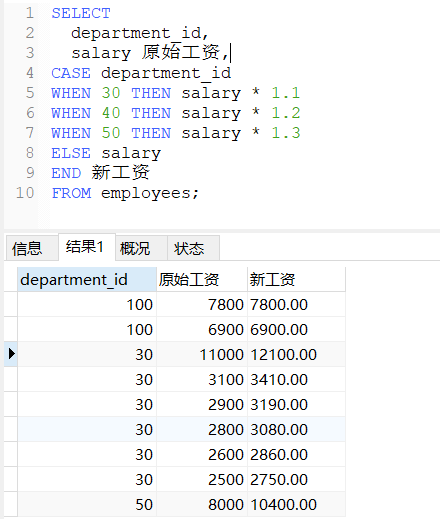 1 SELECT
2 department_id,
3 salary 原始工资,
4 CASE department_id
5 WHEN 30 THEN salary * 1.1
6 WHEN 40 THEN salary * 1.2
7 WHEN 50 THEN salary * 1.3
8 ELSE salary
9 END 新工资
10 FROM employees;
信息 结果1 概况 状态
department_id 原始工资 新工资
100 7800 7800.00
100 6900 6900.00
30 11000 12100.00
30 3100 3410.00
30 2900 3190.00
30 2800 3080.00
30 2600 2860.00
30 2500 2750.00
50 8000 10400.00